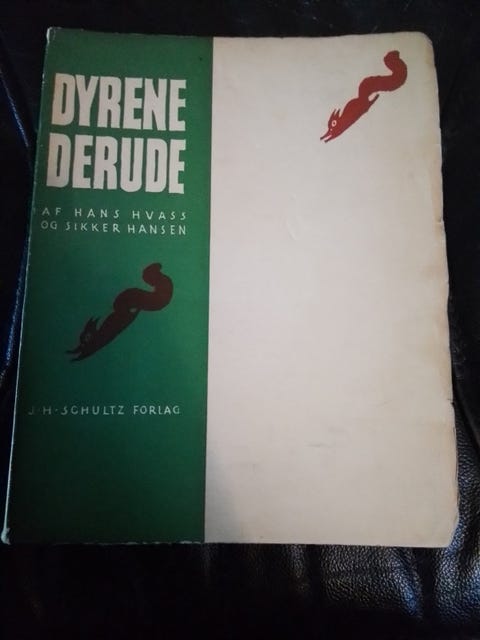 DYRENE
DERUDE
AF HANS HVASS
OG SIKKER HANSEN
J·H·SCHULTZ FORLAG